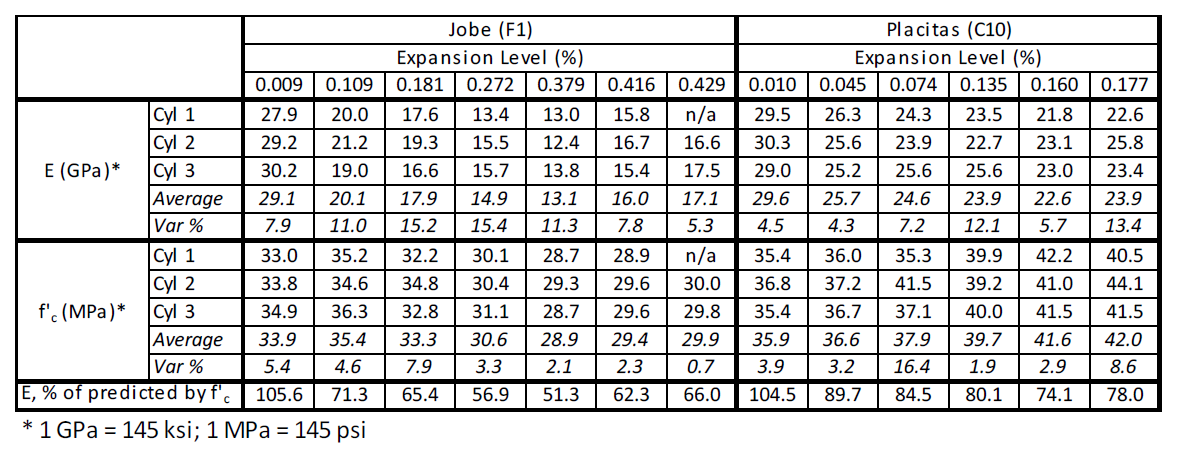 Jobe (F1) Placitas (C10)
Expansion Level (%) Expansion Level (%)
0.009 0.109 0.181 0.272 0.379 0.416 0.429 0.010 0.045 0.074 0.135 0.160 0.177
E (GPa)*
Cyl 1 27.9 20.0 17.6 13.4 13.0 15.8 n/a 29.5 26.3 24.3 23.5 21.8 22.6
Cyl 2 29.2 21.2 19.3 15.5 12.4 16.7 16.6 30.3 25.6 23.9 22.7 23.1 25.8
Cyl 3 30.2 19.0 16.6 15.7 13.8 15.4 17.5 29.0 25.2 25.6 25.6 23.0 23.4
Average 29.1 20.1 17.9 14.9 13.1 16.0 17.1 29.6 25.7 24.6 23.9 22.6 23.9
Var % 7.9 11.0 15.2 15.4 11.3 7.8 5.3 4.5 4.3 7.2 12.1 5.7 13.4
f'c (MPa)*
Cyl 1 33.0 35.2 32.2 30.1 28.7 28.9 n/a 35.4 36.0 35.3 39.9 42.2 40.5
Cyl 2 33.8 34.6 34.8 30.4 29.3 29.6 30.0 36.8 37.2 41.5 39.2 41.0 44.1
Cyl 3 34.9 36.3 32.8 31.1 28.7 29.6 29.8 35.4 36.7 37.1 40.0 41.5 41.5
Average 33.9 35.4 33.3 30.6 28.9 29.4 29.9 35.9 36.6 37.9 39.7 41.6 42.0
Var % 5.4 4.6 7.9 3.3 2.1 2.3 0.7 3.9 3.2 16.4 1.9 2.9 8.6
E, % of predicted by f'c 105.6 71.3 65.4 56.9 51.3 62.3 66.0 104.5 89.7 84.5 80.1 74.1 78.0
* 1 GPa = 145 ksi; 1 MPa = 145 psi